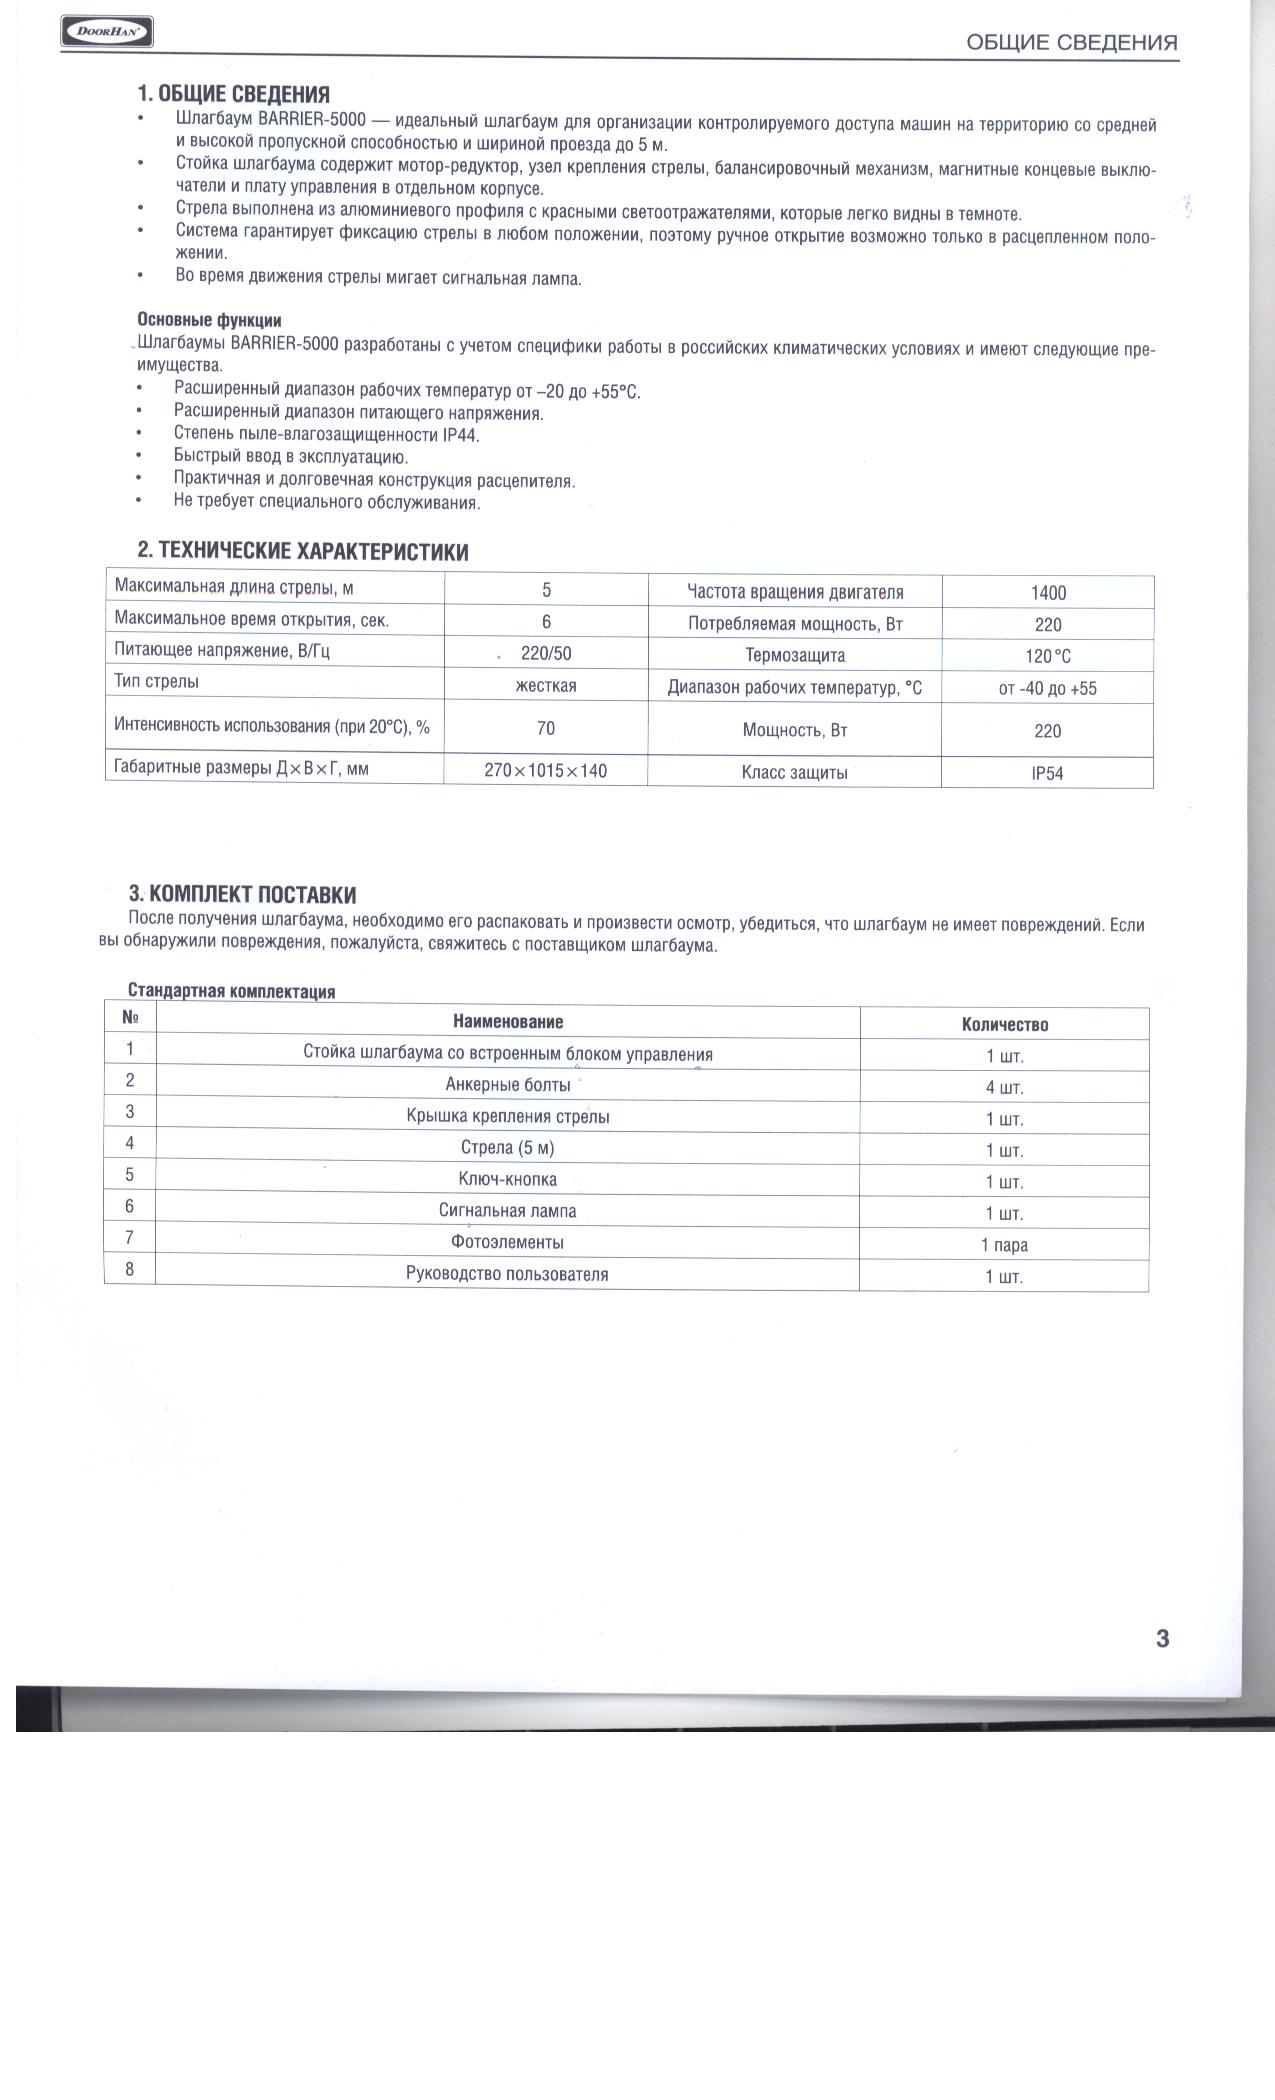 DOORHAN
ОБЩИЕ СВЕДЕНИЯ
1. ОБЩИЕ СВЕДЕНИЯ
• Шлагбаум BARRIER-5000 — идеальный шлагбаум для организации контролируемого доступа машин на территорию со средней
и высокой пропускной способностью и шириной проезда до 5 м.
• Стойка шлагбаума содержит мотор-редуктор, узел крепления стрелы, балансировочный механизм, магнитные концевые выклю-
чатели и плату управления в отдельном корпусе.
• Стрела выполнена из алюминиевого профиля с красными светоотражателями, которые легко видны в темноте.
• Система гарантирует фиксацию стрелы в любом положении, поэтому ручное открытие возможно только в расцепленном поло-
жении.
• Во время движения стрелы мигает сигнальная лампа.
Основные функции
Шлагбаумы BARRIER-5000 разработаны с учетом специфики работы в российских климатических условиях и имеют следующие пре-
имущества.
• Расширенный диапазон рабочих температур от –20 до +55°С.
• Расширенный диапазон питающего напряжения.
• Степень пыле-влагозащищенности IP44.
• Быстрый ввод в эксплуатацию.
• Практичная и долговечная конструкция расцепителя.
• Не требует специального обслуживания.
2. ТЕХНИЧЕСКИЕ ХАРАКТЕРИСТИКИ
Максимальная длина стрелы, м 5 Частота вращения двигателя 1400
Максимальное время открытия, сек. 6 Потребляемая мощность, Вт 220
Питающее напряжение, В/Гц 220/50 Термозащита 120°С
Тип стрелы жесткая Диапазон рабочих температур, °С от -40 до +55
Интенсивность использования (при 20°С), % 70 Мощность, Вт 220
Габаритные размеры Д×В×Г, мм 270×1015×140 Класс защиты IP54
3. КОМПЛЕКТ ПОСТАВКИ
После получения шлагбаума, необходимо его распаковать и произвести осмотр, убедиться, что шлагбаум не имеет повреждений. Если
вы обнаружили повреждения, пожалуйста, свяжитесь с поставщиком шлагбаума.
Стандартная комплектация
№ Наименование Количество
1 Стойка шлагбаума со встроенным блоком управления 1 шт.
2 Анкерные болты 4 шт.
3 Крышка крепления стрелы 1 шт.
4 Стрела (5 м) 1 шт.
5 Ключ-кнопка 1 шт.
6 Сигнальная лампа 1 шт.
7 Фотоэлементы 1 пара
8 Руководство пользователя 1 шт.
3